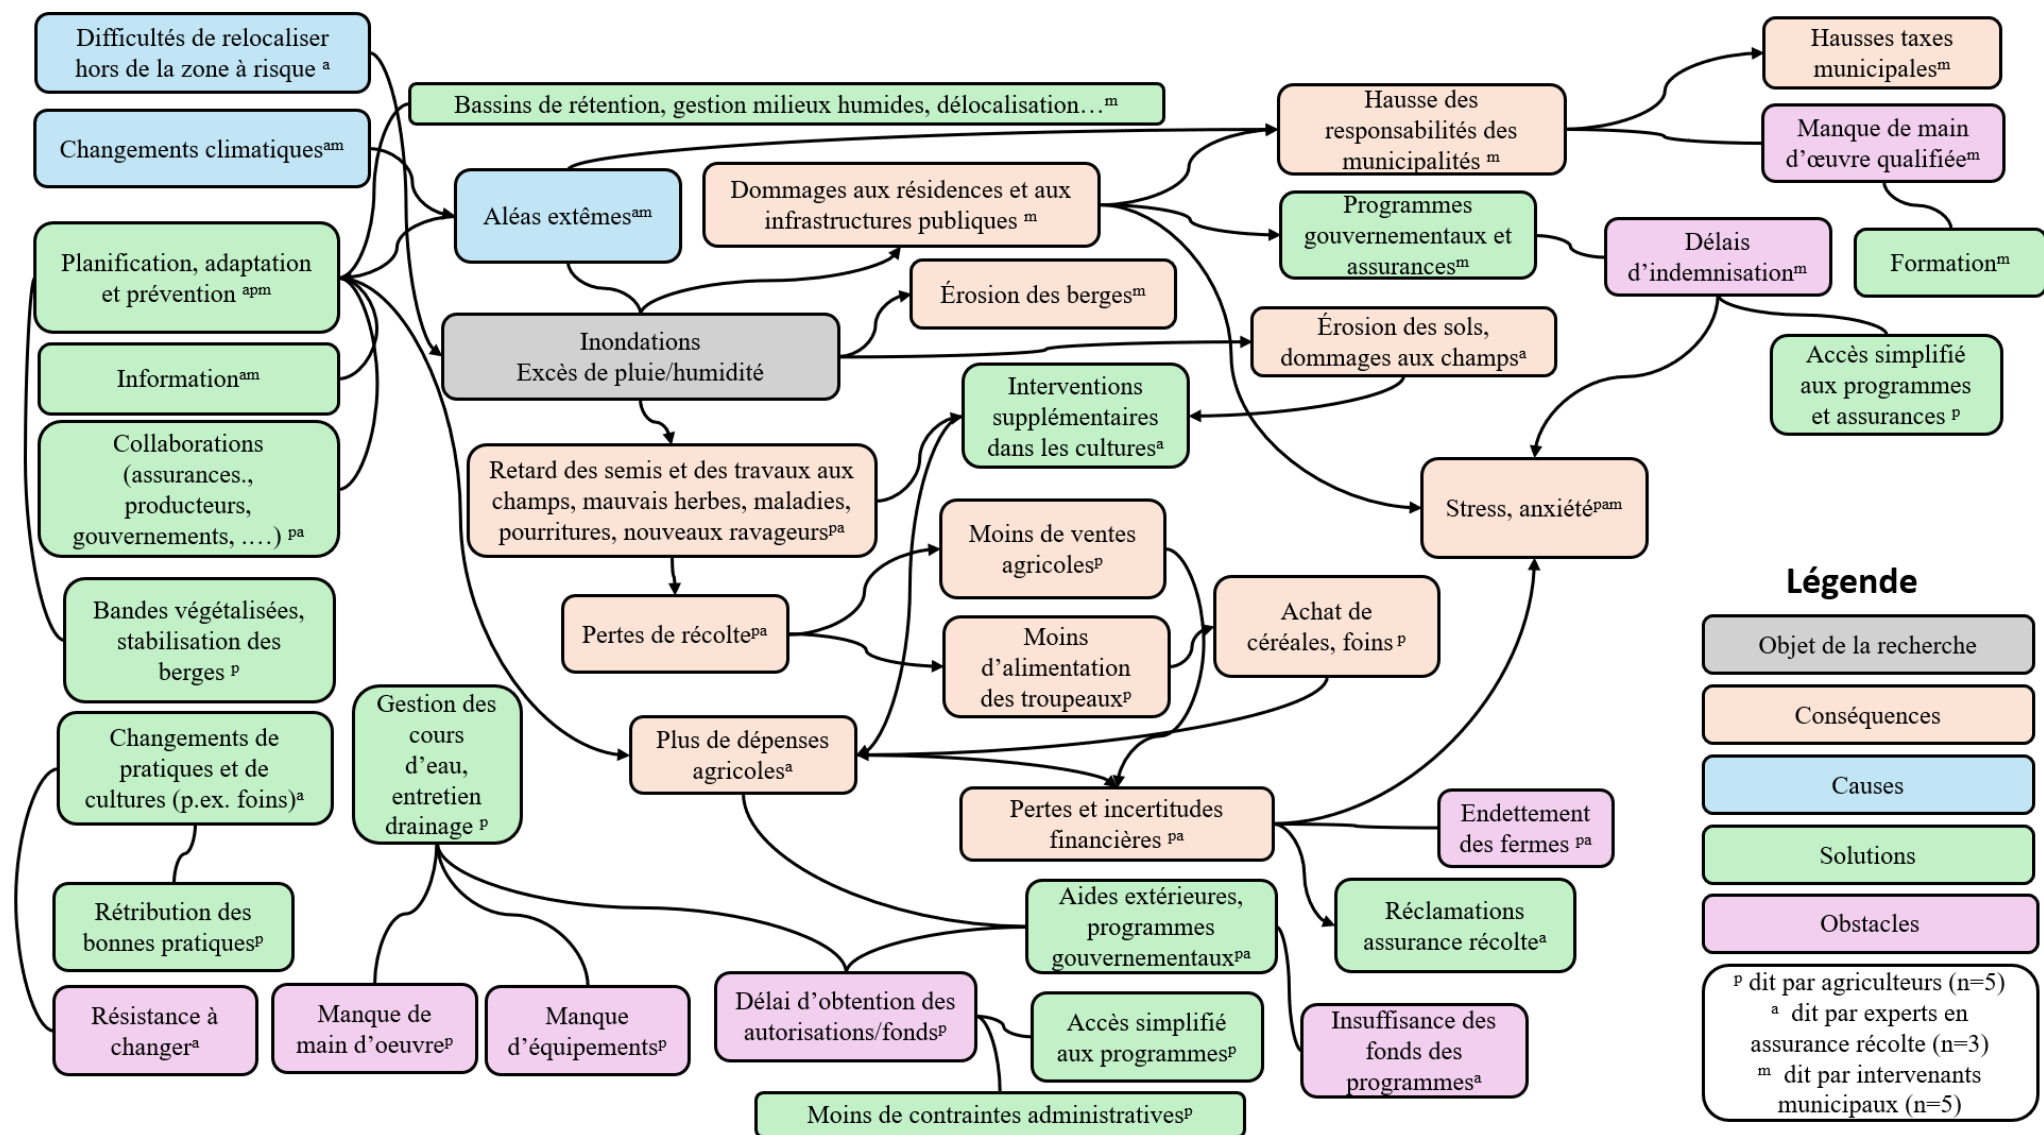 Difficultés de relocaliser
hors de la zone à risque ᵃ
Changements climatiquesᵃᵐ
Bassins de rétention, gestion milieux humides, délocalisation…ᵐ
Aléas extêmesᵃᵐ
Dommages aux résidences et aux
infrastructures publiques ᵐ
Hausse des
responsabilités des
municipalités ᵐ
Hausses taxes
municipalesᵐ
Manque de main
d’œuvre qualifiéeᵐ
Programmes
gouvernementaux et
assurancesᵐ
Délais
d’indemnisationᵐ
Formationᵐ
Planification, adaptation
et prévention ᵃᵖᵐ
Érosion des bergesᵐ
Inondations
Excès de pluie/humidité
Érosion des sols,
dommages aux champsᵃ
Accès simplifié
aux programmes
et assurances ᵖ
Informationᵃᵐ
Interventions
supplémentaires
dans les culturesᵃ
Collaborations
(assurances.,
producteurs,
gouvernements, ….) ᵖᵃ
Retard des semis et des travaux aux
champs, mauvais herbes, maladies,
pourritures, nouveaux ravageursᵖᵃ
Stress, anxiétéᵖᵃᵐ
Moins de ventes
agricolesᵖ
Bandes végétalisées,
stabilisation des
berges ᵖ
Pertes de récolteᵖᵃ
Moins
d’alimentation
des troupeauxᵖ
Achat de
céréales, foins ᵖ
Changements de
pratiques et de
cultures (p.ex. foins)ᵃ
Gestion des
cours
d’eau,
entretien
drainage ᵖ
Plus de dépenses
agricolesᵃ
Pertes et incertitudes
financières ᵖᵃ
Endettement
des fermes ᵖᵃ
Rétribution des
bonnes pratiquesᵖ
Aides extérieures,
programmes
gouvernementauxᵖᵃ
Réclamations
assurance récolteᵃ
Résistance à
changerᵃ
Manque de
main d’oeuvreᵖ
Manque
d’équipementsᵖ
Délai d’obtention des
autorisations/fondsᵖ
Accès simplifié
aux programmesᵖ
Insuffisance des
fonds des
programmesᵃ
Moins de contraintes administrativesᵖ
Légende
Objet de la recherche
Conséquences
Causes
Solutions
Obstacles
ᵖ dit par agriculteurs (n=5)
ᵃ dit par experts en
assurance récolte (n=3)
ᵐ dit par intervenants
municipaux (n=5)